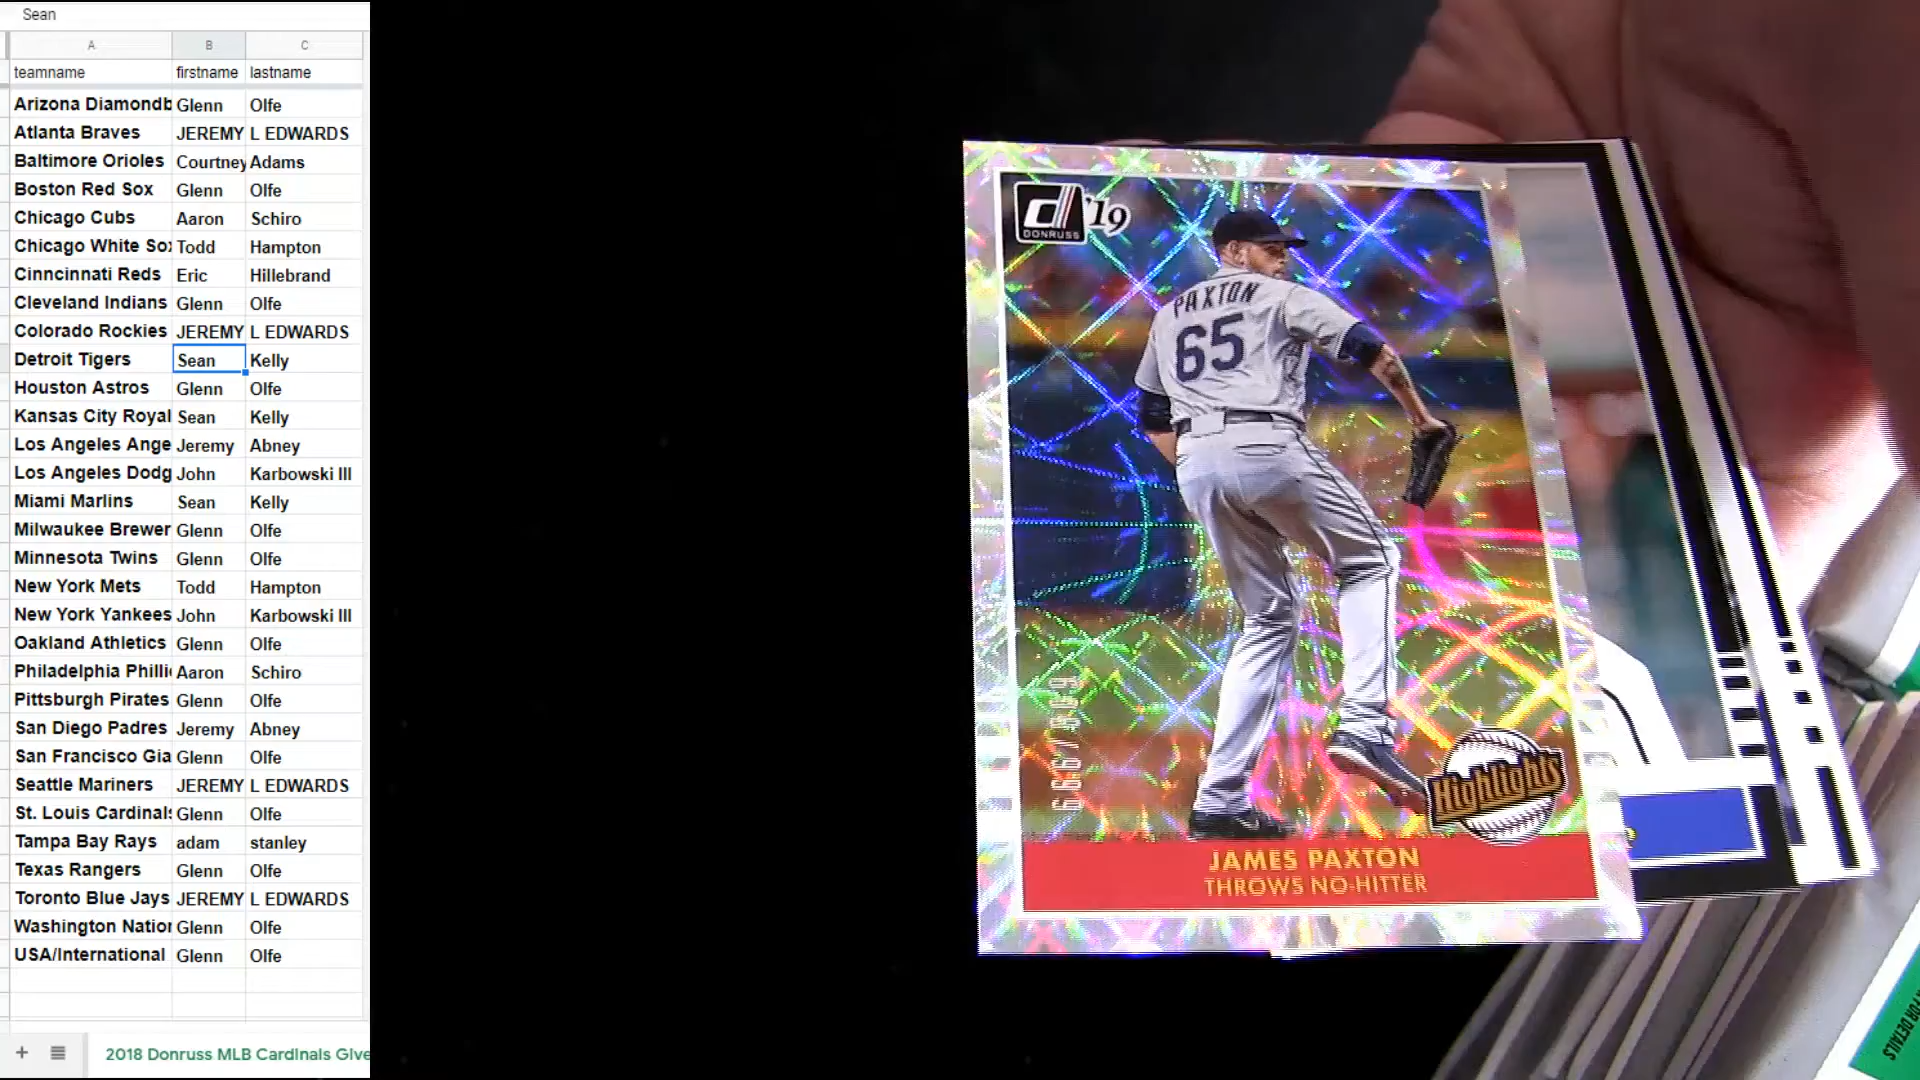 Sean
A B C
teamname firstname lastname
Arizona Diamondb Glenn Olfe
Atlanta Braves JEREMY L EDWARDS
Baltimore Orioles Courtney Adams
Boston Red Sox Glenn Olfe
Chicago Cubs Aaron Schiro
Chicago White Sox Todd Hampton
Cinncinnati Reds Eric Hillebrand
Cleveland Indians Glenn Olfe
Colorado Rockies JEREMY L EDWARDS
Detroit Tigers Sean Kelly
Houston Astros Glenn Olfe
Kansas City Royal Sean Kelly
Los Angeles Ange Jeremy Abney
Los Angeles Dodg John Karbowski III
Miami Marlins Sean Kelly
Milwaukee Brewer Glenn Olfe
Minnesota Twins Glenn Olfe
New York Mets Todd Hampton
New York Yankees John Karbowski III
Oakland Athletics Glenn Olfe
Philadelphia Philli Aaron Schiro
Pittsburgh Pirates Glenn Olfe
San Diego Padres Jeremy Abney
San Francisco Gia Glenn Olfe
Seattle Mariners JEREMY L EDWARDS
St. Louis Cardinals Glenn Olfe
Tampa Bay Rays adam stanley
Texas Rangers Glenn Olfe
Toronto Blue Jays JEREMY L EDWARDS
Washington Nation Glenn Olfe
USA/International Glenn Olfe
2018 Donruss MLB Cardinals Give
DONRUSS '19
PAXTON
65
Highlights
JAMES PAXTON
THROWS NO-HITTER
FOR DETAILS